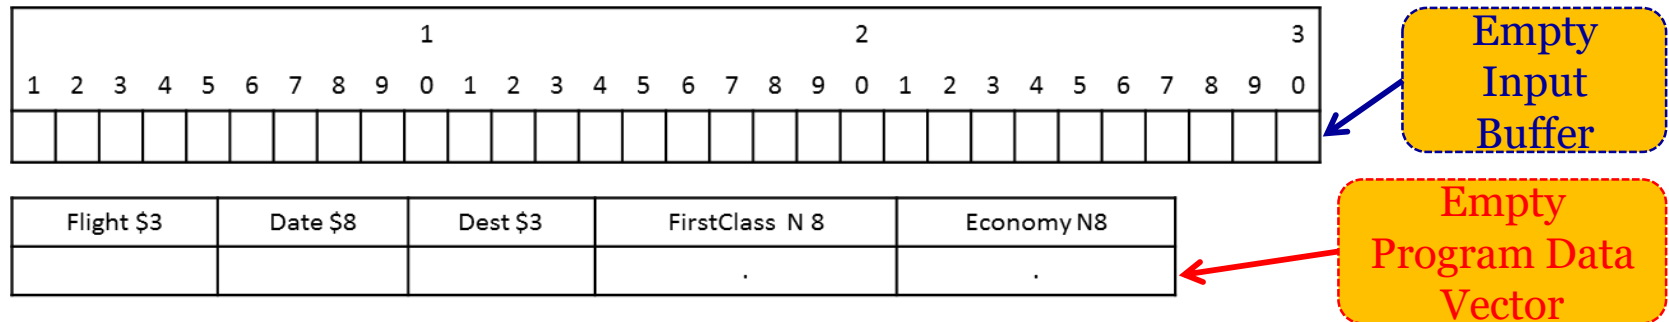 1 2 3
1 2 3 4 5 6 7 8 9 0 1 2 3 4 5 6 7 8 9 0 1 2 3 4 5 6 7 8 9 0
Empty
Input
Buffer
Flight $3 Date $8 Dest $3 FirstClass N 8 Economy N8
. .
Empty
Program Data
Vector